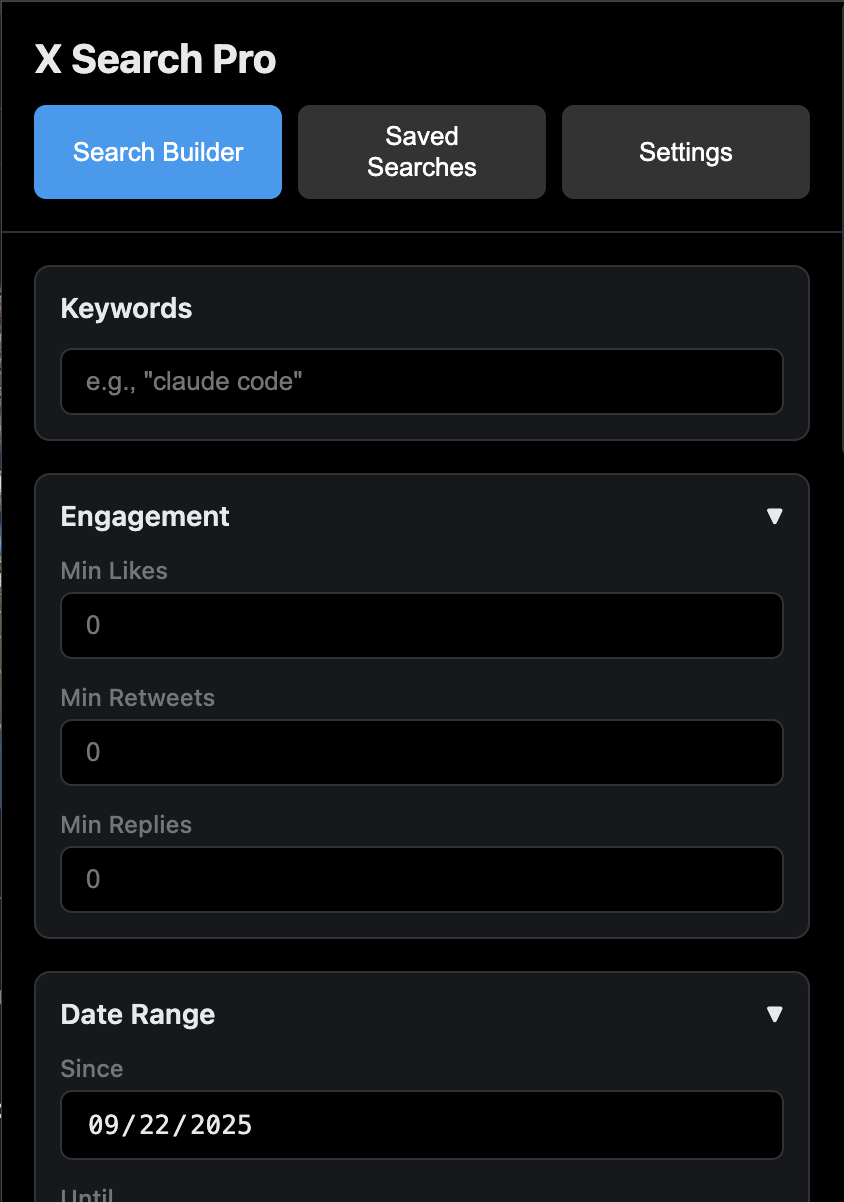 X Search Pro
Search Builder
Saved
Searches
Settings
Keywords
e.g., "claude code"
Engagement
Min Likes
0
Min Retweets
0
Min Replies
0
Date Range
Since
09/22/2025
Until